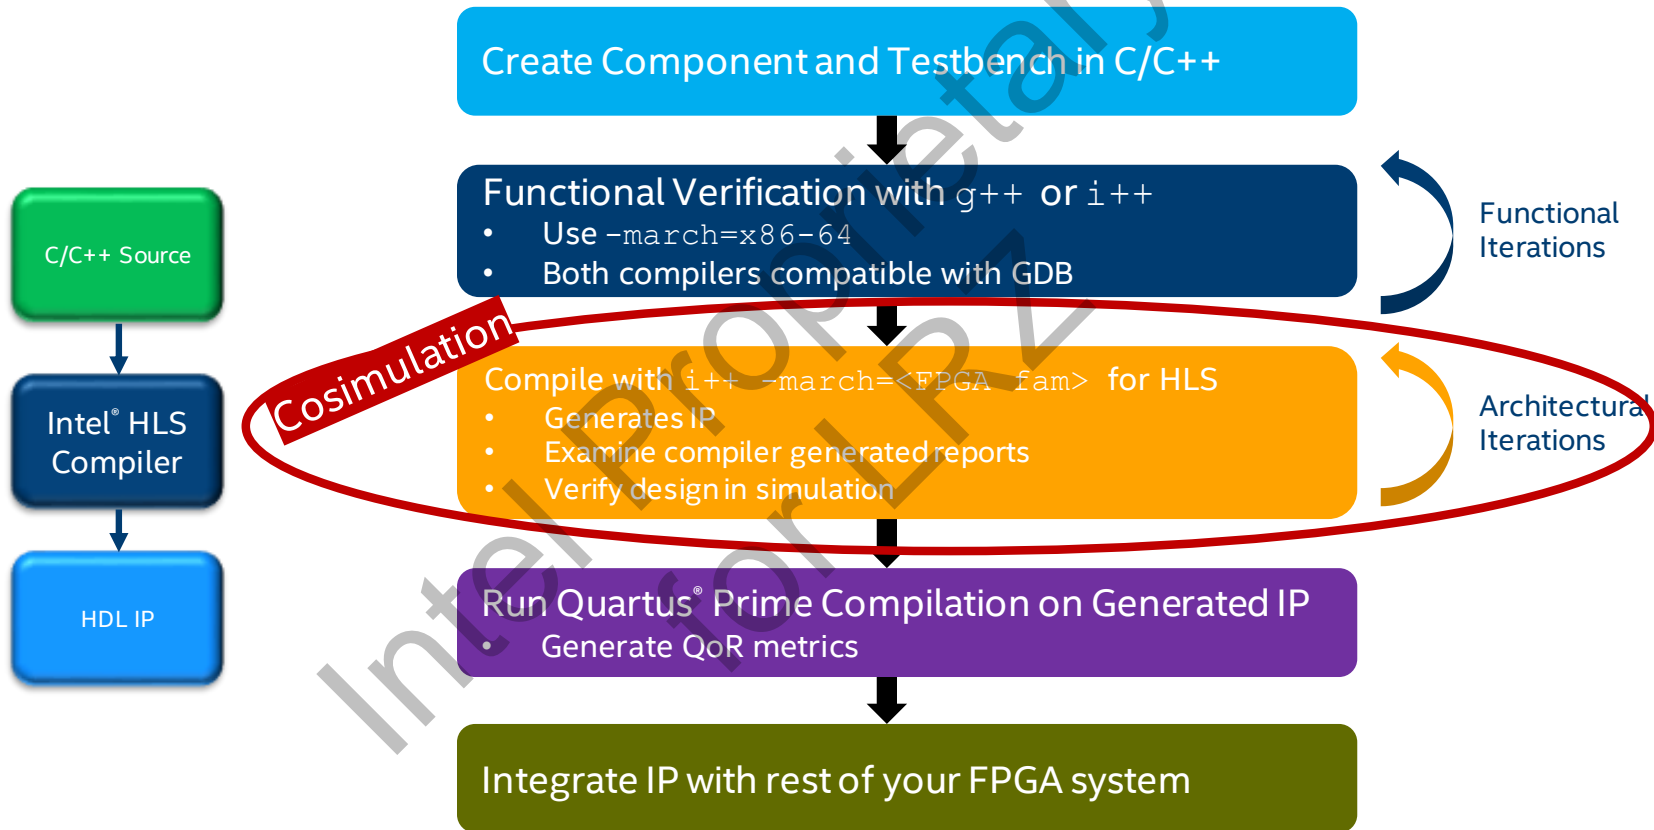 Create Component and Testbench in C/C++
Functional Verification with g++ or i++
• Use -march=x86-64
• Both compilers compatible with GDB
Functional
Iterations
C/C++ Source
Cosimulation
Compile with i++ -march=<FPGA fam> for HLS
• Generates IP
• Examine compiler generated reports
• Verify design in simulation
Architectural
Iterations
Intel® HLS
Compiler
HDL IP
Run Quartus® Prime Compilation on Generated IP
• Generate QoR metrics
Integrate IP with rest of your FPGA system
Intel Proprietary
for LRZ